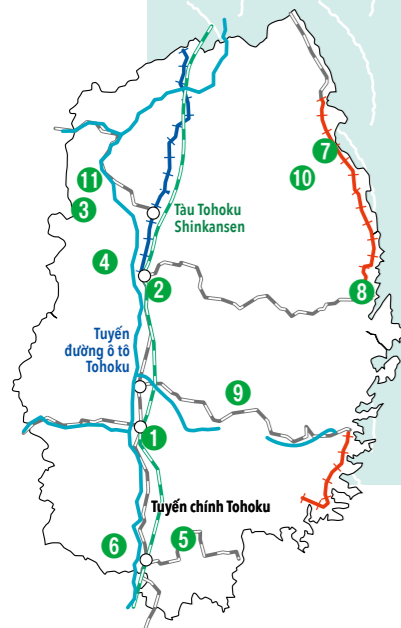 7
10
11
3
Tàu Tohoku
Shinkansen
4
2
8
Tuyến
đường ô tô
Tohoku
9
1
Tuyến chính Tohoku
5
6